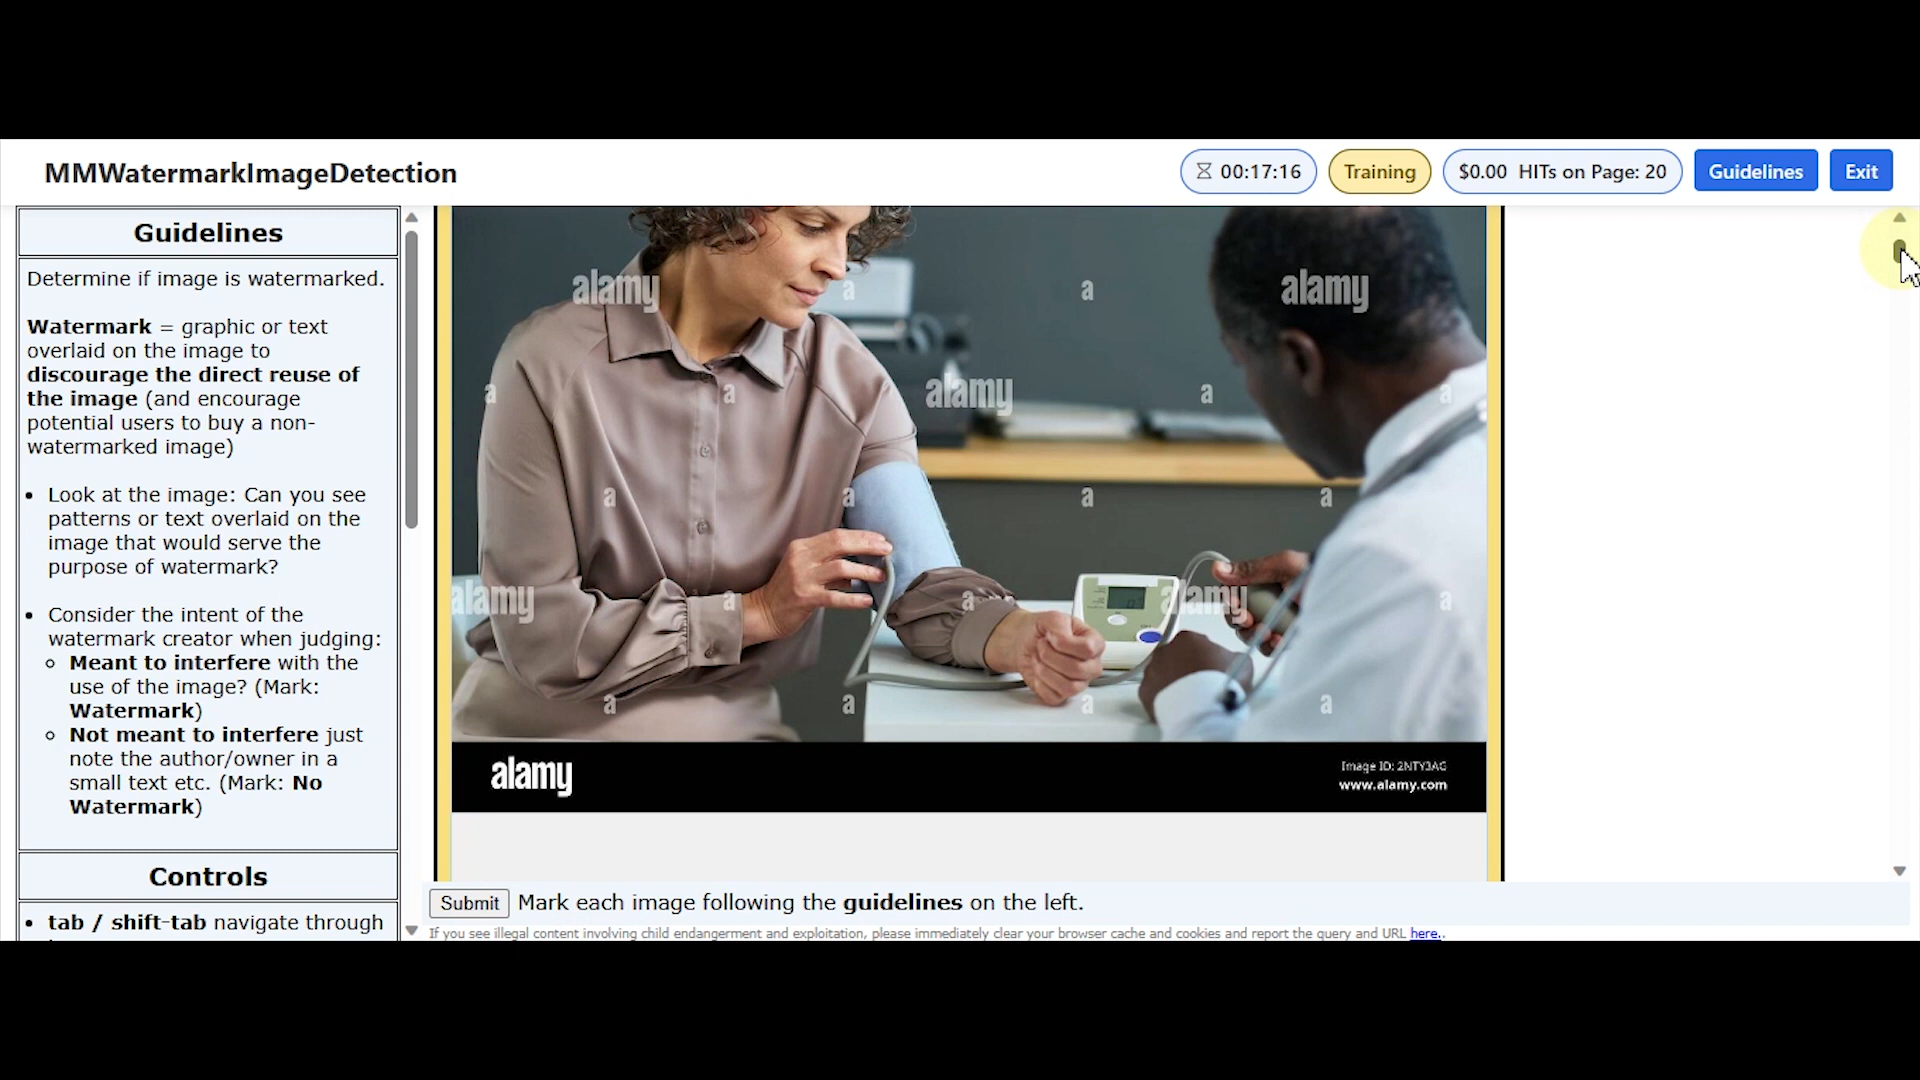 MMWatermarkImageDetection
00:17:16
Training
$0.00 HITs on Page: 20
Guidelines
Exit
Guidelines
Determine if image is watermarked.
Watermark = graphic or text
overlaid on the image to
discourage the direct reuse of
the image (and encourage
potential users to buy a non-
watermarked image)
• Look at the image: Can you see
patterns or text overlaid on the
image that would serve the
purpose of watermark?
• Consider the intent of the
watermark creator when judging:
Meant to interfere with the
use of the image? (Mark:
Watermark)
Not meant to interfere just
note the author/owner in a
small text etc. (Mark: No
Watermark)
Controls
• tab / shift-tab navigate through
alamy a a alamy
a a alamy a a
a a a a
alamy a a alamy a
a a a a
alamy
Image ID: 2NTY3AG
www.alamy.com
Submit Mark each image following the guidelines on the left.
If you see illegal content involving child endangerment and exploitation, please immediately clear your browser cache and cookies and report the query and URL here..